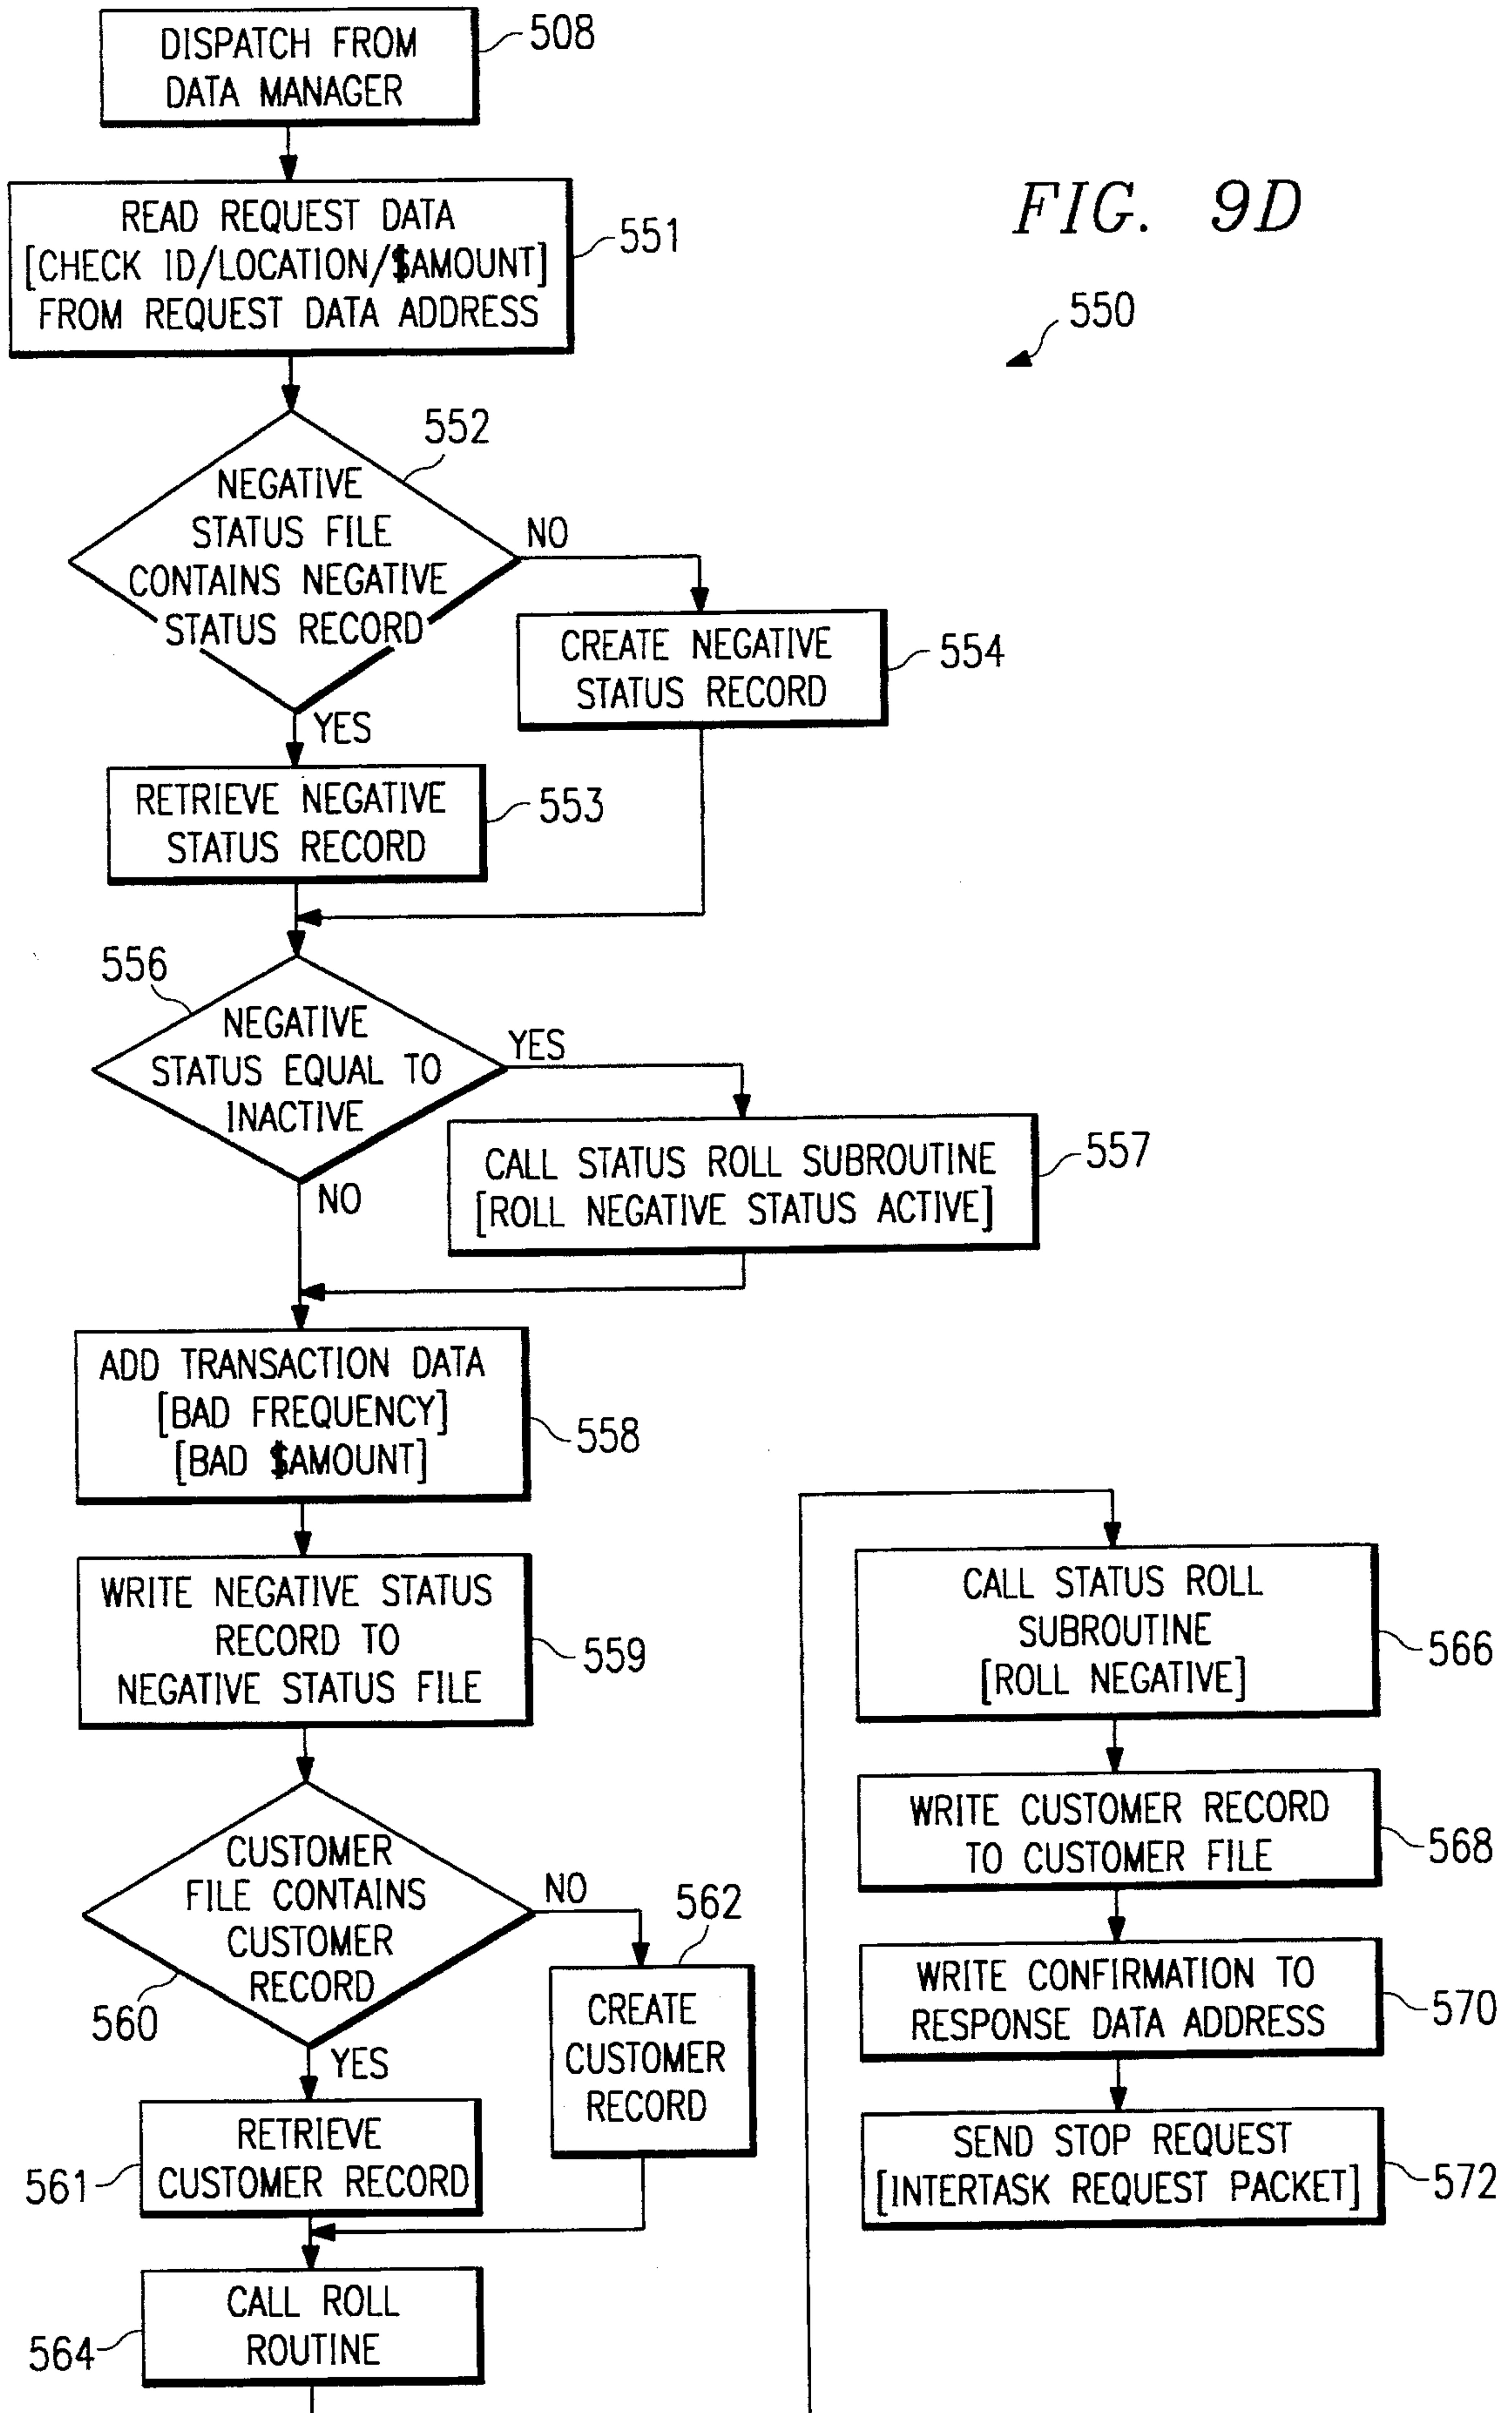 DISPATCH FROM
DATA MANAGER
508
FIG. 9D
550
READ REQUEST DATA
[CHECK ID/LOCATION/$AMOUNT]
FROM REQUEST DATA ADDRESS
551
552
NEGATIVE
STATUS FILE
CONTAINS NEGATIVE
STATUS RECORD
NO
YES
CREATE NEGATIVE
STATUS RECORD
554
RETRIEVE NEGATIVE
STATUS RECORD
553
556
NEGATIVE
STATUS EQUAL TO
INACTIVE
YES
NO
CALL STATUS ROLL SUBROUTINE
[ROLL NEGATIVE STATUS ACTIVE]
557
ADD TRANSACTION DATA
[BAD FREQUENCY]
[BAD $AMOUNT]
558
WRITE NEGATIVE STATUS
RECORD TO
NEGATIVE STATUS FILE
559
CUSTOMER
FILE CONTAINS
CUSTOMER
RECORD
560
NO
YES
562
CREATE
CUSTOMER
RECORD
RETRIEVE
CUSTOMER RECORD
561
CALL ROLL
ROUTINE
564
CALL STATUS ROLL
SUBROUTINE
[ROLL NEGATIVE]
566
WRITE CUSTOMER RECORD
TO CUSTOMER FILE
568
WRITE CONFIRMATION TO
RESPONSE DATA ADDRESS
570
SEND STOP REQUEST
[INTERTASK REQUEST PACKET]
572